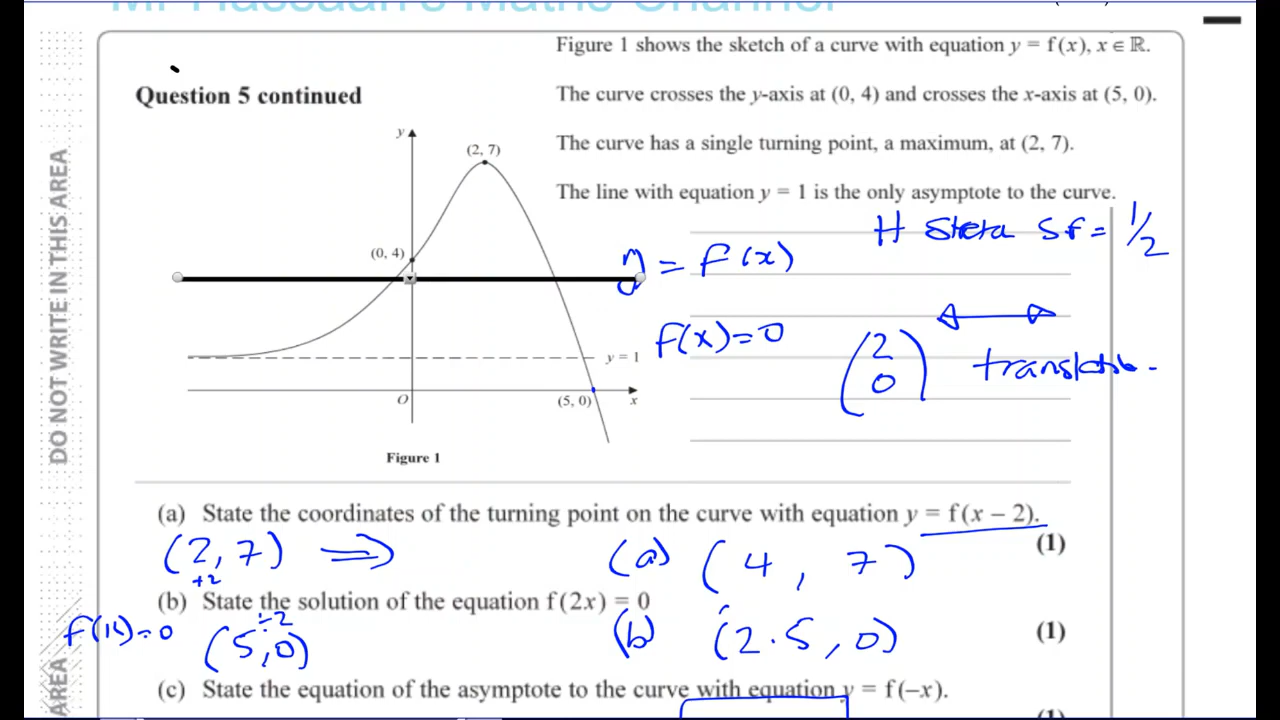 Mr Hassaan's Maths Channel
Figure 1 shows the sketch of a curve with equation y = f(x), x ∈ ℝ.
Question 5 continued
The curve crosses the y-axis at (0, 4) and crosses the x-axis at (5, 0).
The curve has a single turning point, a maximum, at (2, 7).
The line with equation y = 1 is the only asymptote to the curve.
y
(2, 7)
(0, 4)
y = 1
O
(5, 0)
x
Figure 1
H Sf = 1/2
y = f(x)
f(x)=0
(2
0)
DO NOT WRITE IN THIS AREA
(a) State the coordinates of the turning point on the curve with equation y = f(x – 2).
(1)
(2, 7) ⇒
+2
(a) (4, 7)
(b) State the solution of the equation f(2x) = 0
(1)
÷2
f(x)=0 (5,0)
(b) (2.5, 0)
(c) State the equation of the asymptote to the curve with equation y = f(–x).
(1)
AREA